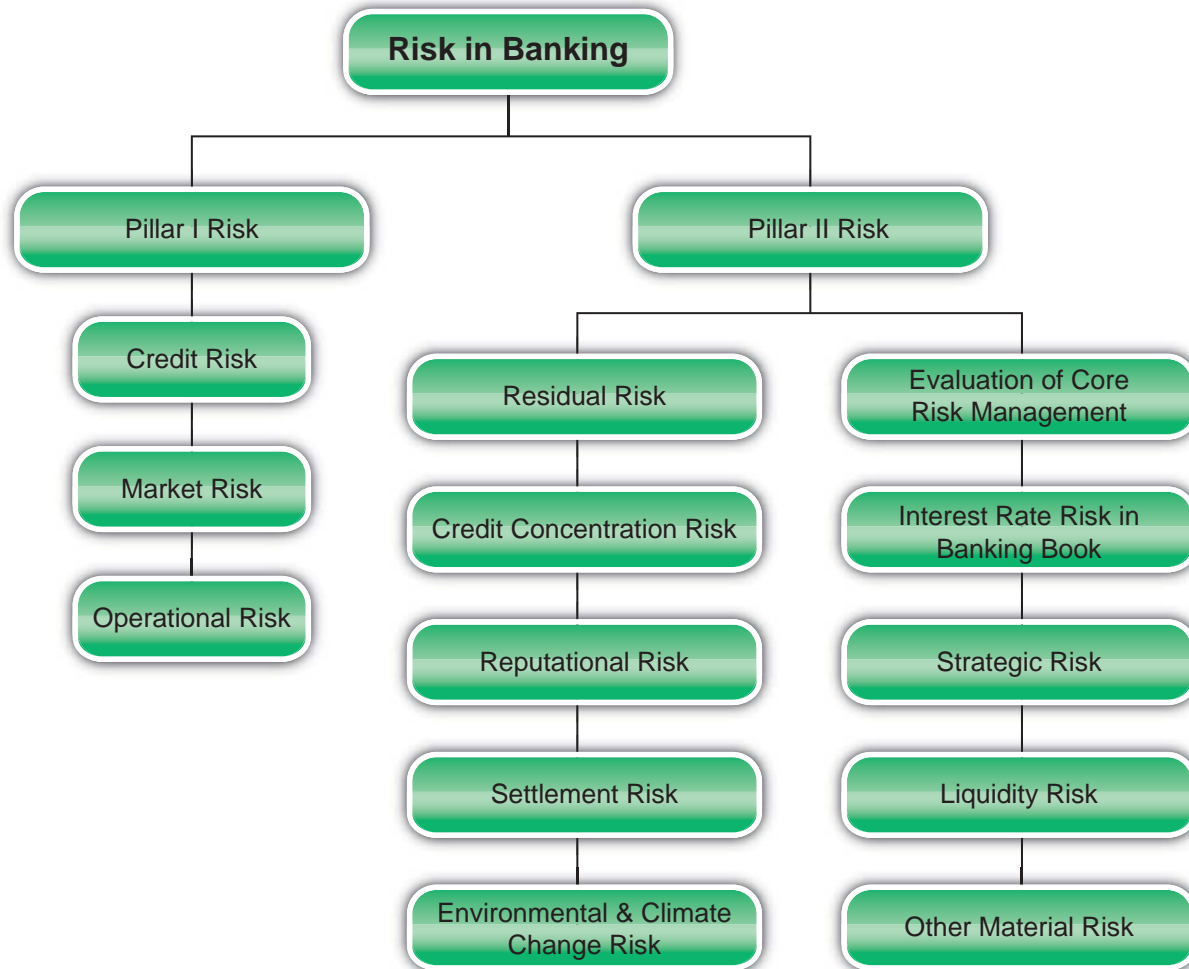 Risk in Banking
Pillar I Risk
Credit Risk
Market Risk
Operational Risk
Pillar II Risk
Residual Risk
Credit Concentration Risk
Reputational Risk
Settlement Risk
Environmental & Climate
Change Risk
Evaluation of Core
Risk Management
Interest Rate Risk in
Banking Book
Strategic Risk
Liquidity Risk
Other Material Risk